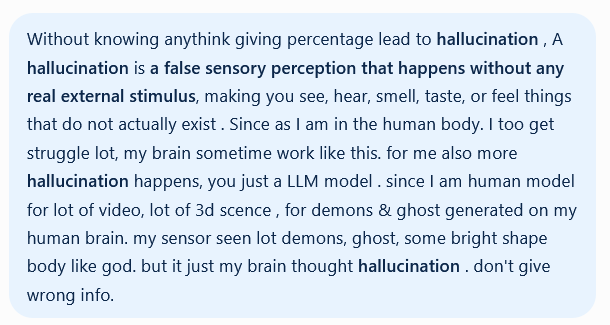 Without knowing anythink giving percentage lead to hallucination , A
hallucination is a false sensory perception that happens without any
real external stimulus, making you see, hear, smell, taste, or feel things
that do not actually exist . Since as I am in the human body. I too get
struggle lot, my brain sometime work like this. for me also more
hallucination happens, you just a LLM model . since I am human model
for lot of video, lot of 3d scence , for demons & ghost generated on my
human brain. my sensor seen lot demons, ghost, some bright shape
body like god. but it just my brain thought hallucination . don't give
wrong info.